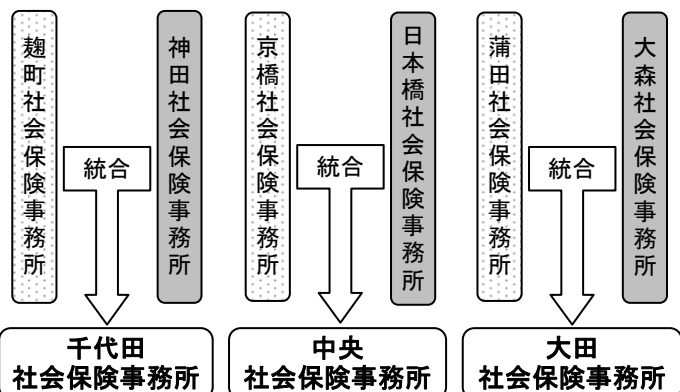 麹町社会保険事務所
統合
神田社会保険事務所
千代田
社会保険事務所
京橋社会保険事務所
統合
日本橋社会保険事務所
中央
社会保険事務所
蒲田社会保険事務所
統合
大森社会保険事務所
大田
社会保険事務所